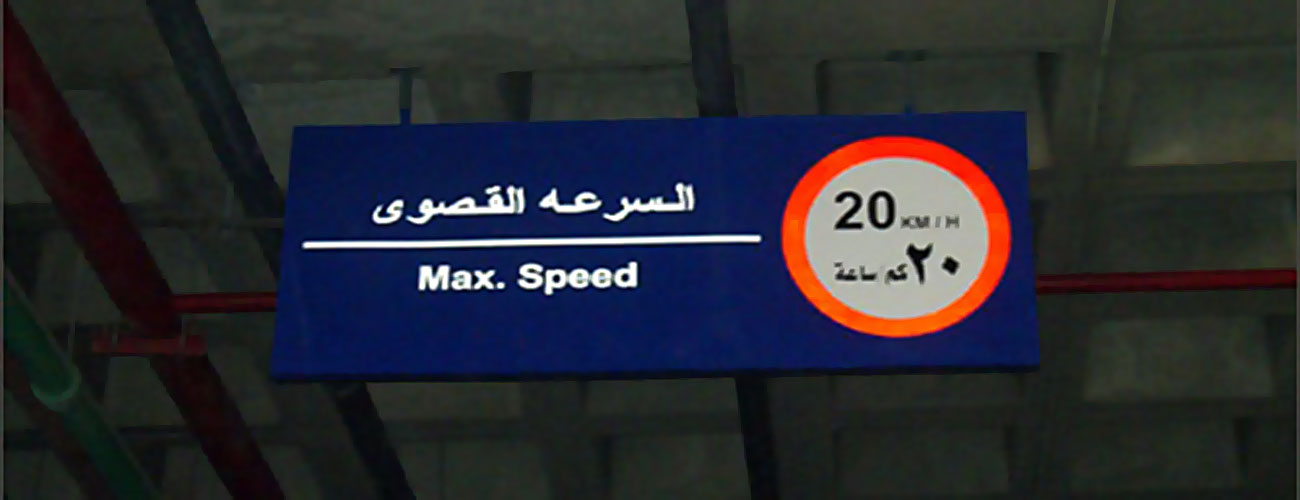 السرعه القصوى
Max. Speed
20 KM / H
٢٠ كم/ساعة